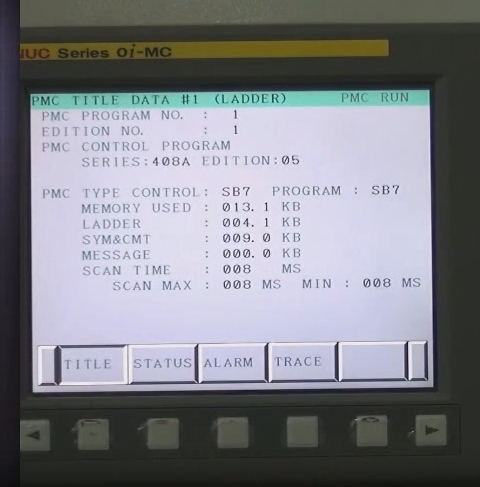 UC Series 0i-MC
PMC TITLE DATA #1 (LADDER) PMC RUN
PMC PROGRAM NO. : 1
EDITION NO. : 1
PMC CONTROL PROGRAM
SERIES:408A EDITION:05
PMC TYPE CONTROL: SB7 PROGRAM : SB7
MEMORY USED : 013.1 KB
LADDER : 004.1 KB
SYM&CMT : 009.0 KB
MESSAGE : 000.0 KB
SCAN TIME : 008 MS
SCAN MAX : 008 MS MIN : 008 MS
TITLE STATUS ALARM TRACE